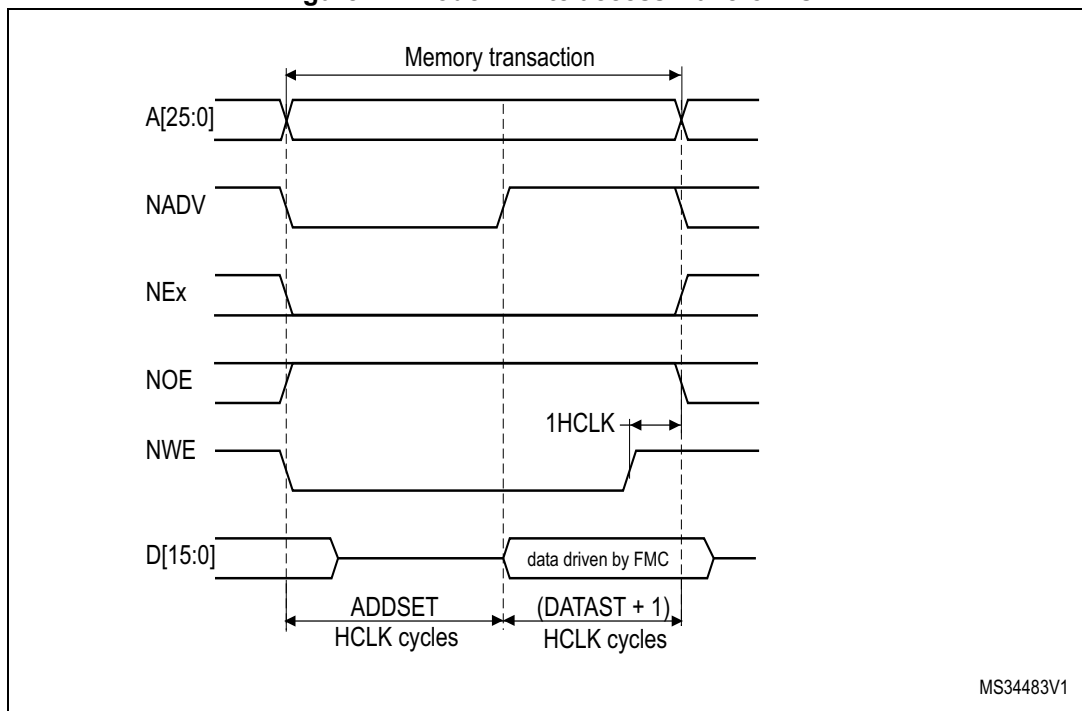 Memory transaction
A[25:0]
NADV
NEx
NOE
1HCLK
NWE
D[15:0]
data driven by FMC
ADDSET
HCLK cycles
(DATAST + 1)
HCLK cycles
MS34483V1